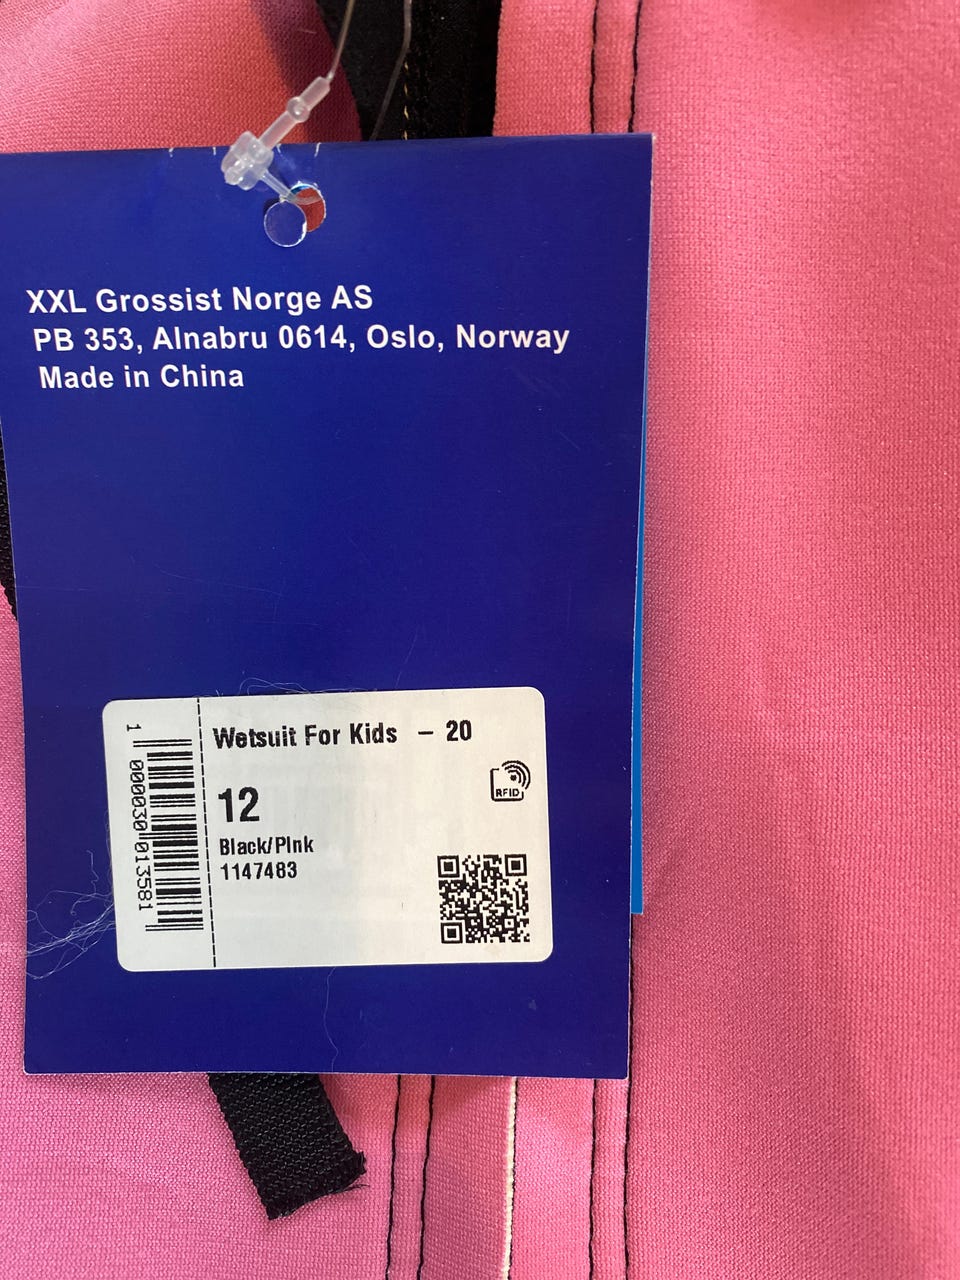 XXL Grossist Norge AS
PB 353, Alnabru 0614, Oslo, Norway
Made in China
Wetsuit For Kids - 20
RFID
12
Black/Pink
1147483
1 000030 013581